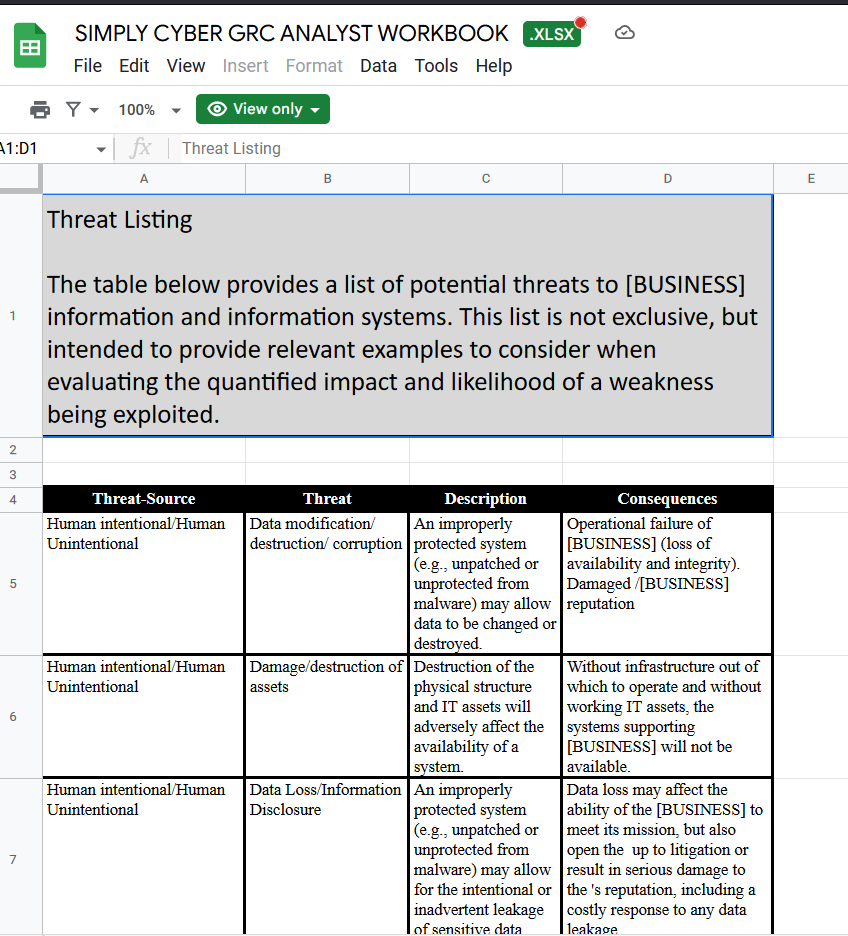 SIMPLY CYBER GRC ANALYST WORKBOOK .XLSX
File Edit View Insert Format Data Tools Help
100% View only
A1:D1 fx Threat Listing
A B C D E
1
Threat Listing
The table below provides a list of potential threats to [BUSINESS]
information and information systems. This list is not exclusive, but
intended to provide relevant examples to consider when
evaluating the quantified impact and likelihood of a weakness
being exploited.
2
3
4 Threat-Source Threat Description Consequences
5
Human intentional/Human
Unintentional
Data modification/
destruction/ corruption
An improperly
protected system
(e.g., unpatched or
unprotected from
malware) may allow
data to be changed or
destroyed.
Operational failure of
[BUSINESS] (loss of
availability and integrity).
Damaged /[BUSINESS]
reputation
6
Human intentional/Human
Unintentional
Damage/destruction of
assets
Destruction of the
physical structure
and IT assets will
adversely affect the
availability of a
system.
Without infrastructure out of
which to operate and without
working IT assets, the
systems supporting
[BUSINESS] will not be
available.
7
Human intentional/Human
Unintentional
Data Loss/Information
Disclosure
An improperly
protected system
(e.g., unpatched or
unprotected from
malware) may allow
for the intentional or
inadvertent leakage
of sensitive data
Data loss may affect the
ability of the [BUSINESS] to
meet its mission, but also
open the  up to litigation or
result in serious damage to
the 's reputation, including a
costly response to any data
leakage